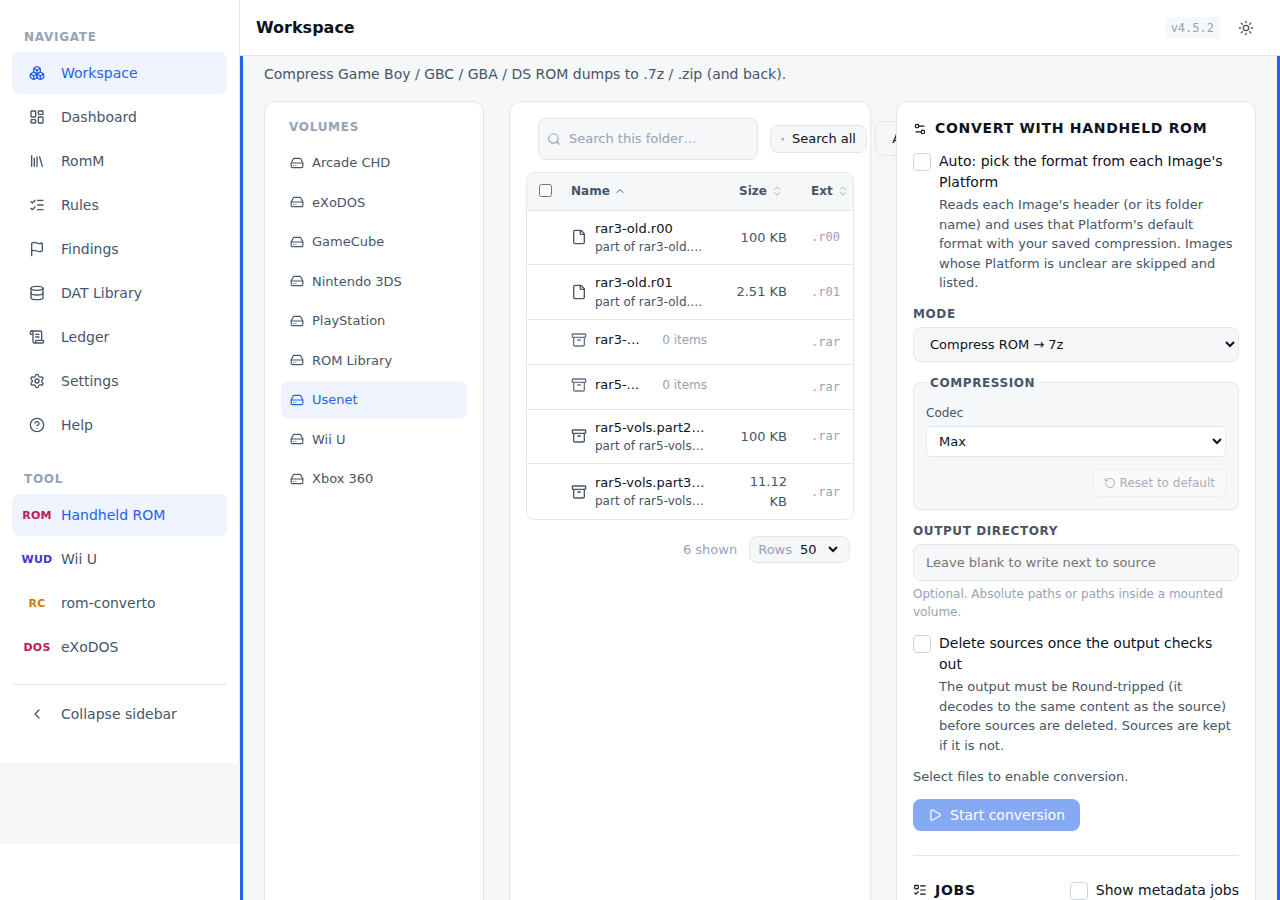 NAVIGATE
Workspace
Dashboard
RomM
Rules
Findings
DAT Library
Ledger
Settings
Help
TOOL
ROM Handheld ROM
WUD Wii U
RC rom-converto
DOS eXoDOS
Collapse sidebar
Workspace
v4.5.2
Compress Game Boy / GBC / GBA / DS ROM dumps to .7z / .zip (and back).
VOLUMES
Arcade CHD
eXoDOS
GameCube
Nintendo 3DS
PlayStation
ROM Library
Usenet
Wii U
Xbox 360
Search this folder…
Search all
Name Size Ext
rar3-old.r00 100 KB .r00
part of rar3-old.…
rar3-old.r01 2.51 KB .r01
part of rar3-old.…
rar3-… 0 items .rar
rar5-… 0 items .rar
rar5-vols.part2… 100 KB .rar
part of rar5-vols…
rar5-vols.part3… 11.12 KB .rar
part of rar5-vols…
6 shown Rows 50
CONVERT WITH HANDHELD ROM
Auto: pick the format from each Image's
Platform
Reads each Image's header (or its folder
name) and uses that Platform's default
format with your saved compression. Images
whose Platform is unclear are skipped and
listed.
MODE
Compress ROM → 7z
COMPRESSION
Codec
Max
Reset to default
OUTPUT DIRECTORY
Leave blank to write next to source
Optional. Absolute paths or paths inside a mounted
volume.
Delete sources once the output checks
out
The output must be Round-tripped (it
decodes to the same content as the source)
before sources are deleted. Sources are kept
if it is not.
Select files to enable conversion.
Start conversion
JOBS
Show metadata jobs